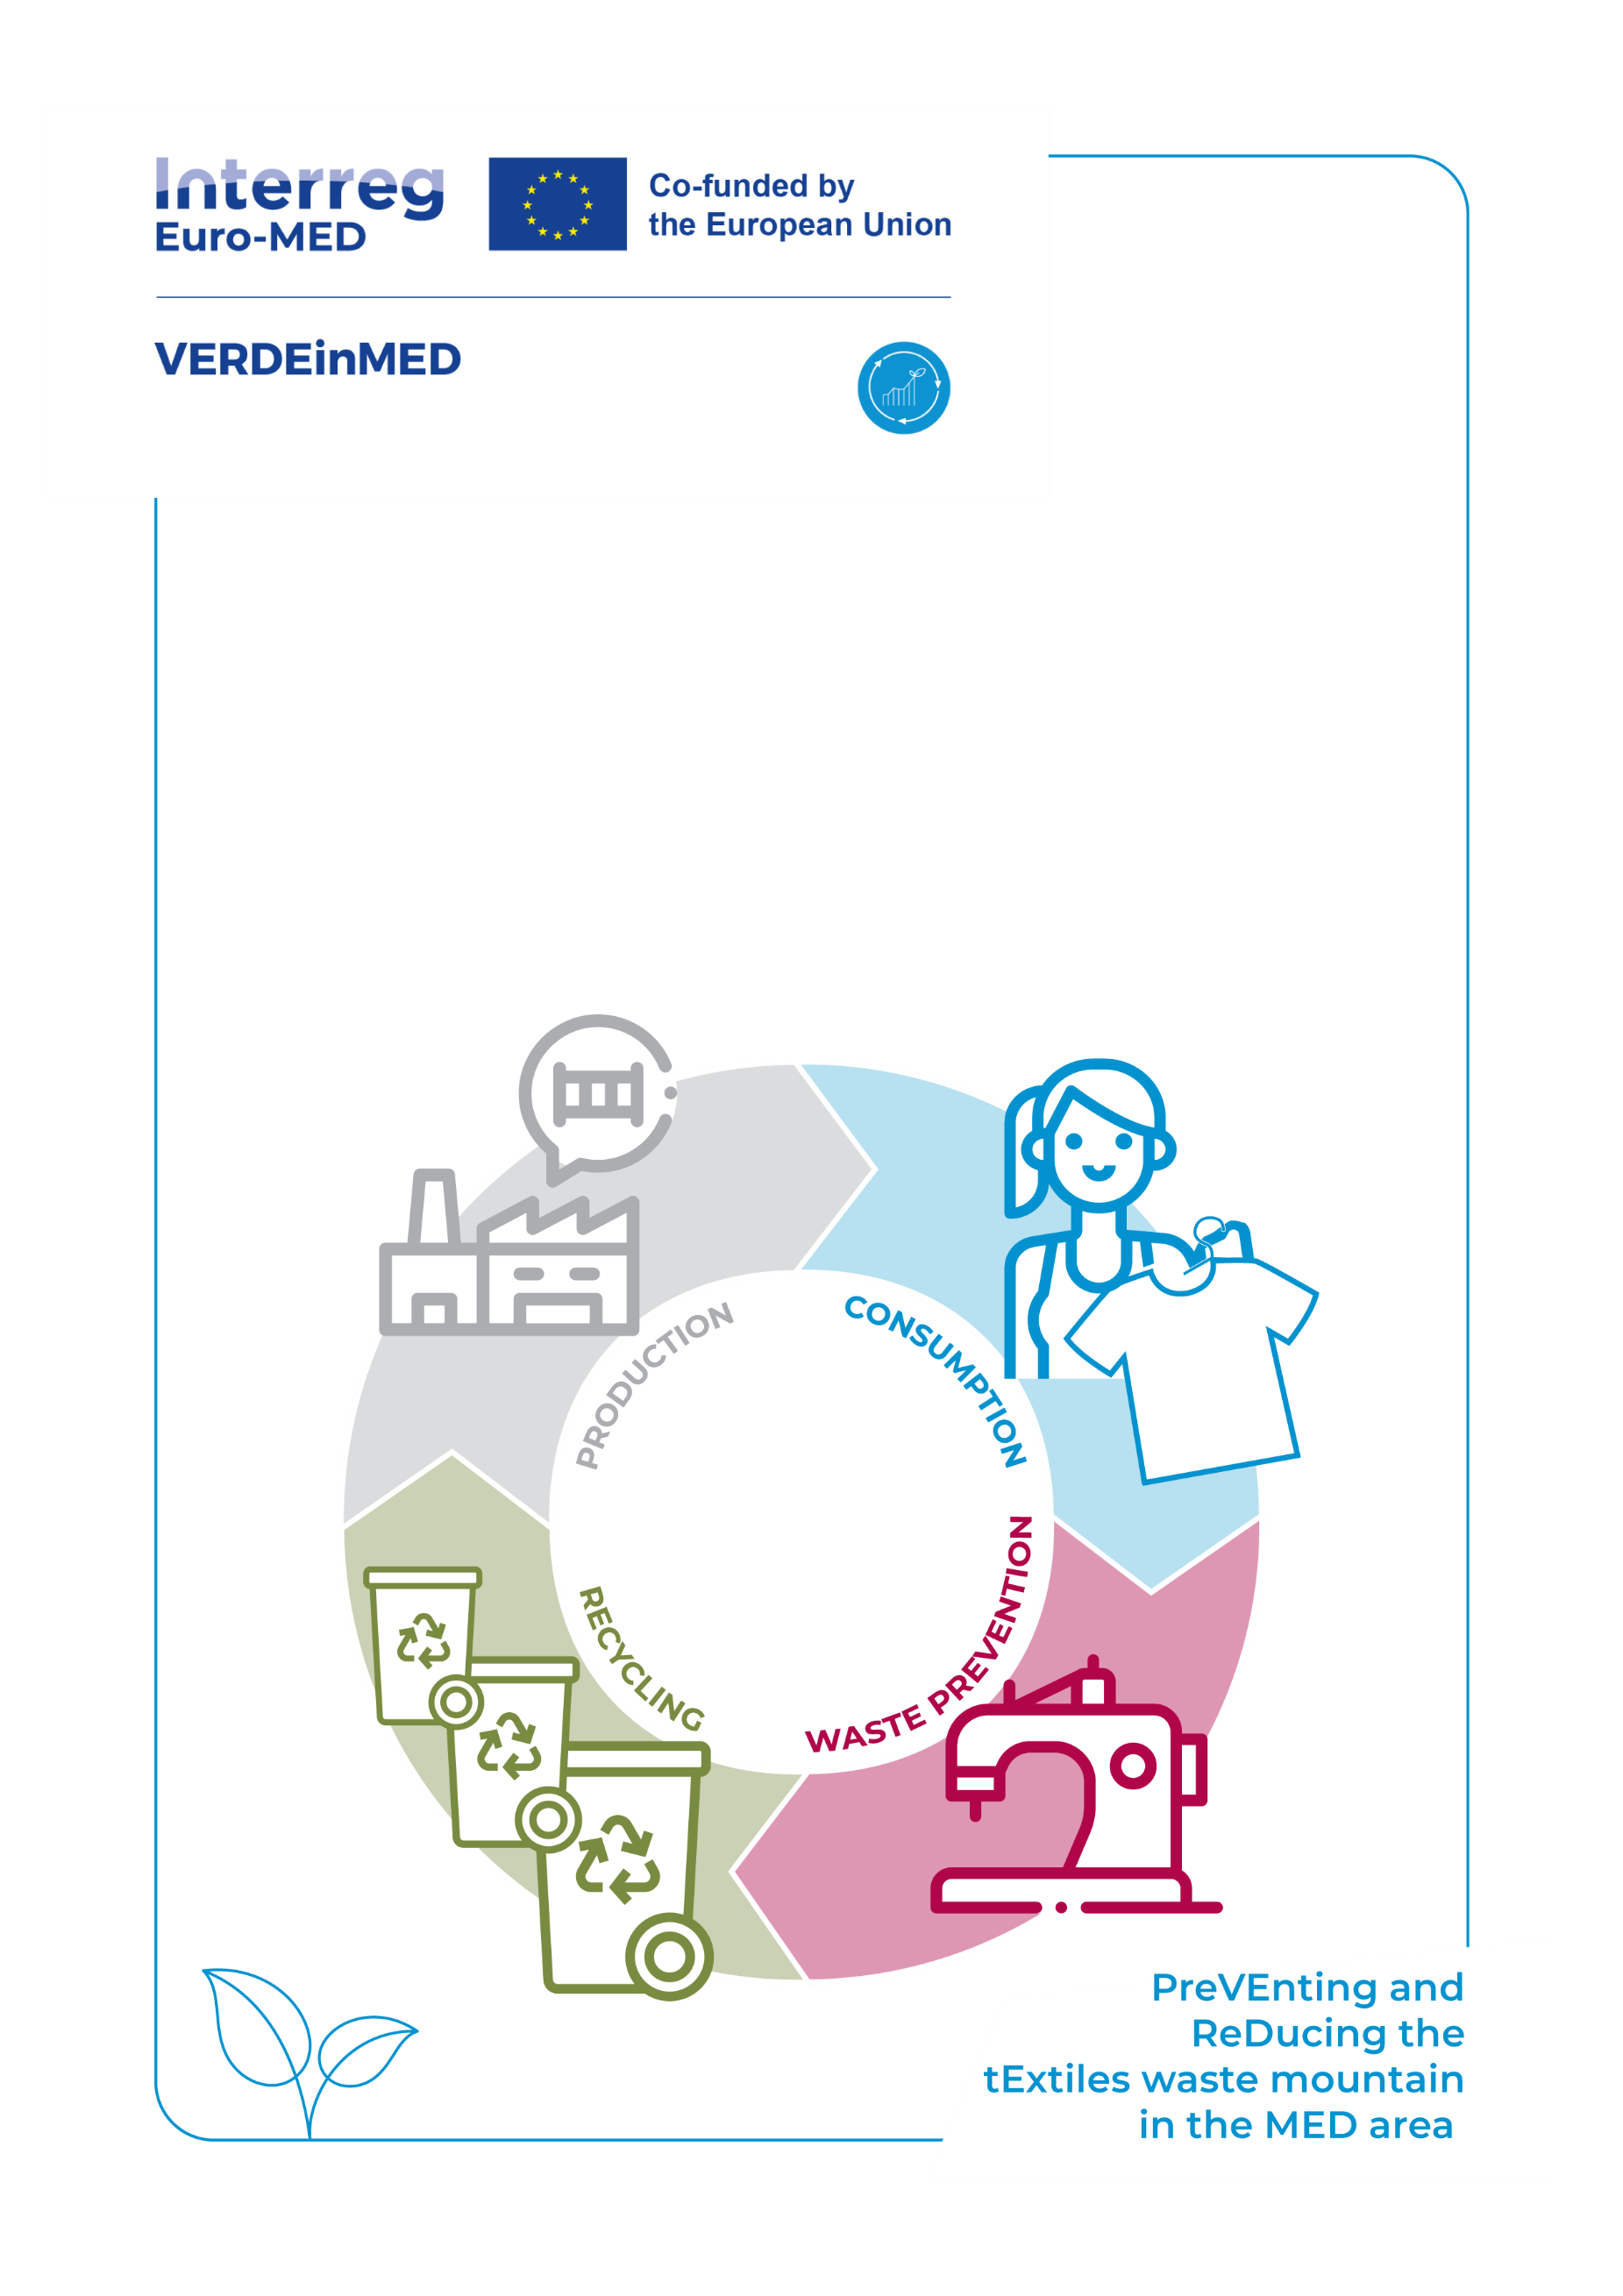 Interreg
Euro-MED
Co-funded by
the European Union
VERDEinMED
PRODUCTION
CONSUMPTION
RECYCLING
WASTE PREVENTION
PreVEnting and
ReDucing the
tExtiles waste mountain
in the MED area